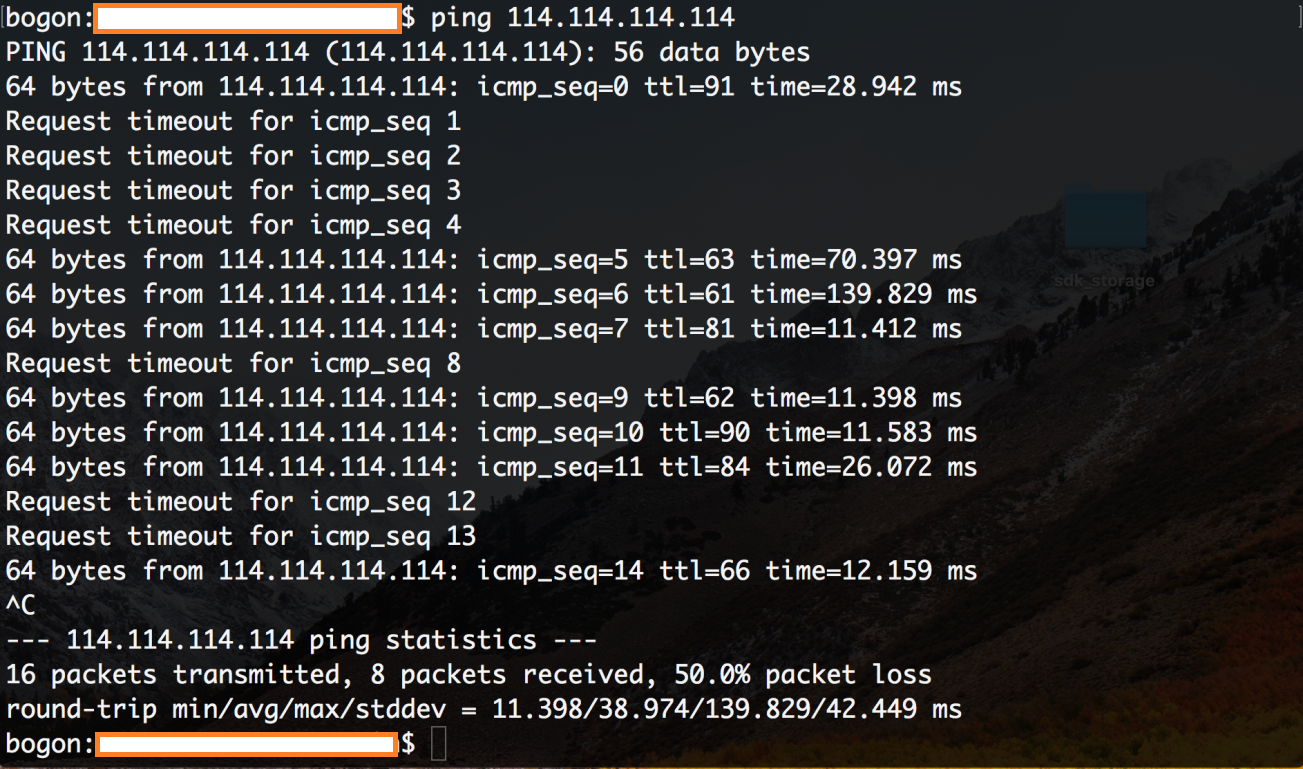 bogon:$ ping 114.114.114.114
PING 114.114.114.114 (114.114.114.114): 56 data bytes
64 bytes from 114.114.114.114: icmp_seq=0 ttl=91 time=28.942 ms
Request timeout for icmp_seq 1
Request timeout for icmp_seq 2
Request timeout for icmp_seq 3
Request timeout for icmp_seq 4
64 bytes from 114.114.114.114: icmp_seq=5 ttl=63 time=70.397 ms
64 bytes from 114.114.114.114: icmp_seq=6 ttl=61 time=139.829 ms
64 bytes from 114.114.114.114: icmp_seq=7 ttl=81 time=11.412 ms
Request timeout for icmp_seq 8
64 bytes from 114.114.114.114: icmp_seq=9 ttl=62 time=11.398 ms
64 bytes from 114.114.114.114: icmp_seq=10 ttl=90 time=11.583 ms
64 bytes from 114.114.114.114: icmp_seq=11 ttl=84 time=26.072 ms
Request timeout for icmp_seq 12
Request timeout for icmp_seq 13
64 bytes from 114.114.114.114: icmp_seq=14 ttl=66 time=12.159 ms
^C
--- 114.114.114.114 ping statistics ---
16 packets transmitted, 8 packets received, 50.0% packet loss
round-trip min/avg/max/stddev = 11.398/38.974/139.829/42.449 ms
bogon:$
sdk_storage